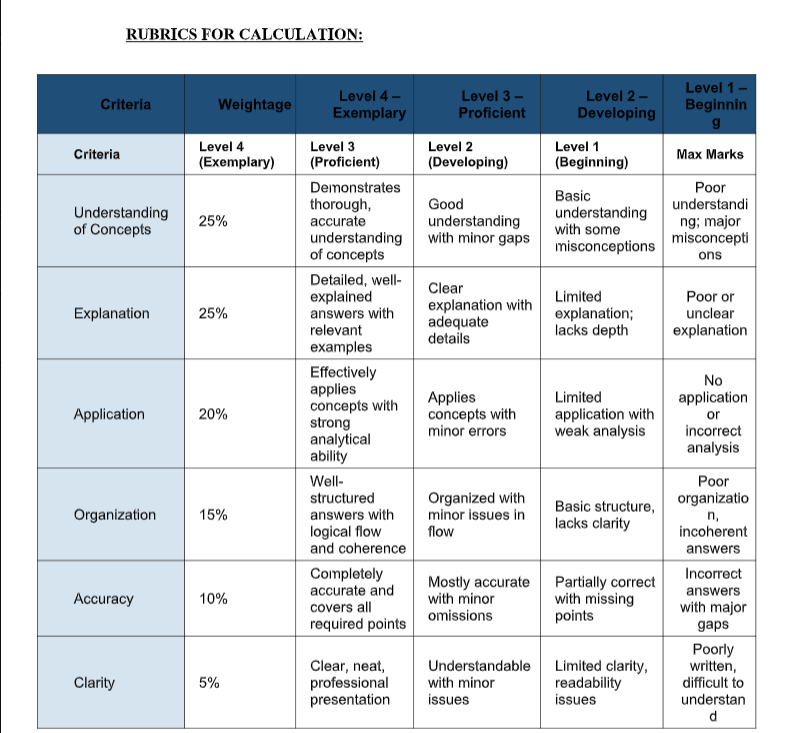 RUBRICS FOR CALCULATION:
Criteria
Weightage
Level 4 –
Exemplary
Level 3 –
Proficient
Level 2 –
Developing
Level 1 –
Beginnin
g
Criteria
Level 4
(Exemplary)
Level 3
(Proficient)
Level 2
(Developing)
Level 1
(Beginning)
Max Marks
Understanding
of Concepts
25%
Demonstrates
thorough,
accurate
understanding
of concepts
Good
understanding
with minor gaps
Basic
understanding
with some
misconceptions
Poor
understandi
ng; major
misconcepti
ons
Explanation
25%
Detailed, well-
explained
answers with
relevant
examples
Clear
explanation with
adequate
details
Limited
explanation;
lacks depth
Poor or
unclear
explanation
Application
20%
Effectively
applies
concepts with
strong
analytical
ability
Applies
concepts with
minor errors
Limited
application with
weak analysis
No
application
or
incorrect
analysis
Organization
15%
Well-
structured
answers with
logical flow
and coherence
Organized with
minor issues in
flow
Basic structure,
lacks clarity
Poor
organizatio
n,
incoherent
answers
Accuracy
10%
Completely
accurate and
covers all
required points
Mostly accurate
with minor
omissions
Partially correct
with missing
points
Incorrect
answers
with major
gaps
Clarity
5%
Clear, neat,
professional
presentation
Understandable
with minor
issues
Limited clarity,
readability
issues
Poorly
written,
difficult to
understan
d